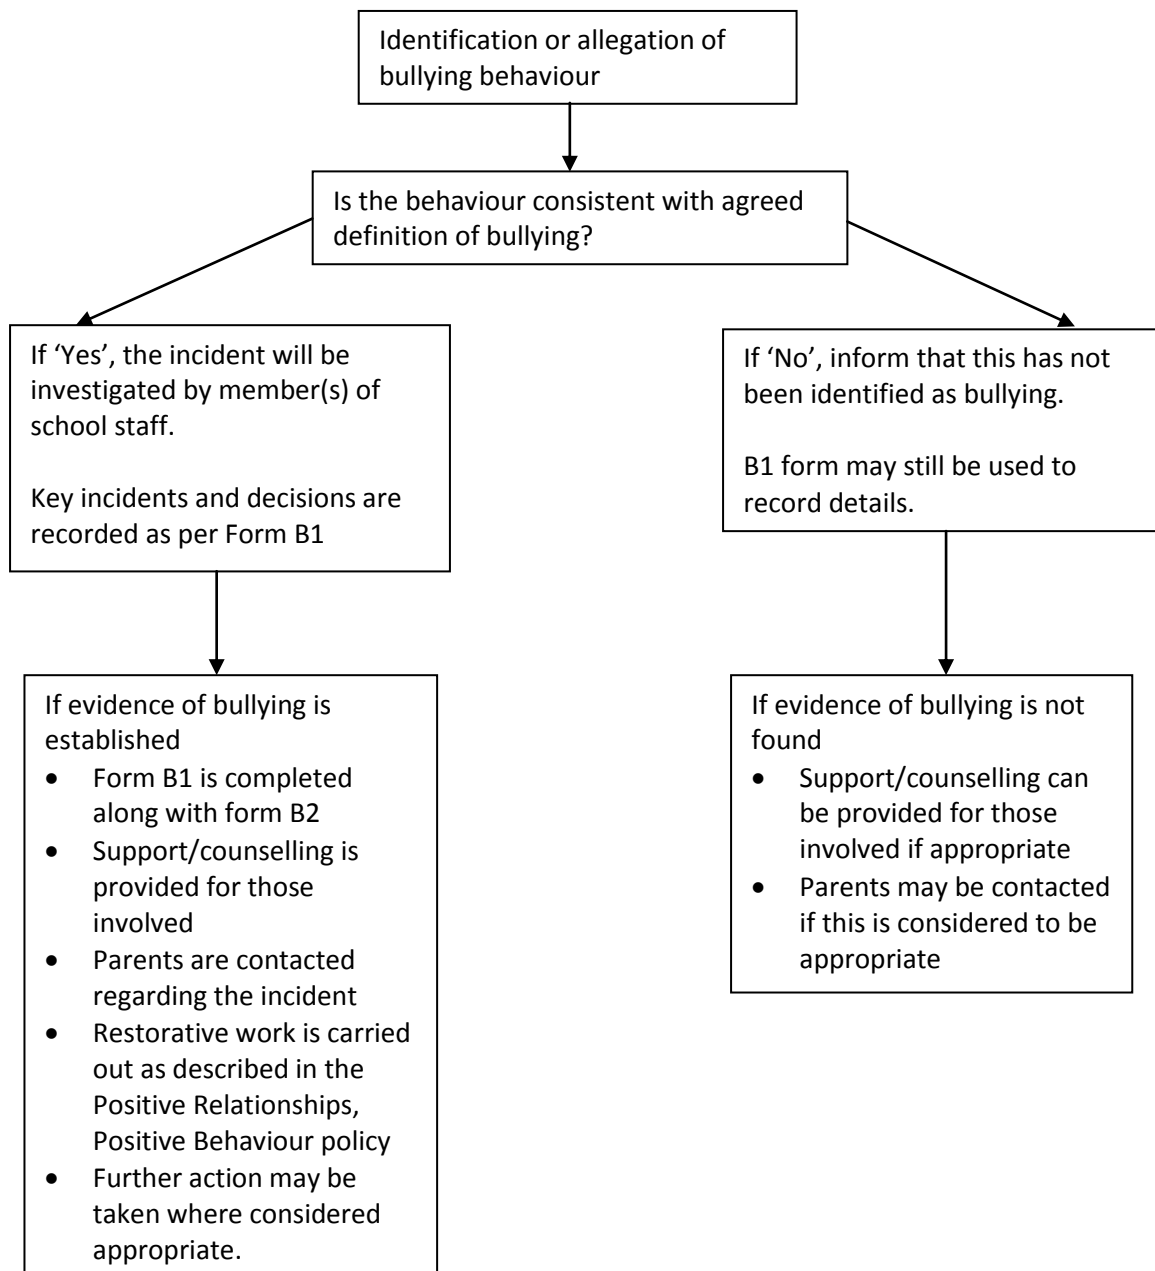 Identification or allegation of
bullying behaviour
Is the behaviour consistent with agreed
definition of bullying?
If ‘Yes’, the incident will be
investigated by member(s) of
school staff.
Key incidents and decisions are
recorded as per Form B1
If ‘No’, inform that this has not
been identified as bullying.
B1 form may still be used to
record details.
If evidence of bullying is
established
• Form B1 is completed
along with form B2
• Support/counselling is
provided for those
involved
• Parents are contacted
regarding the incident
• Restorative work is carried
out as described in the
Positive Relationships,
Positive Behaviour policy
• Further action may be
taken where considered
appropriate.
If evidence of bullying is not
found
• Support/counselling can
be provided for those
involved if appropriate
• Parents may be contacted
if this is considered to be
appropriate